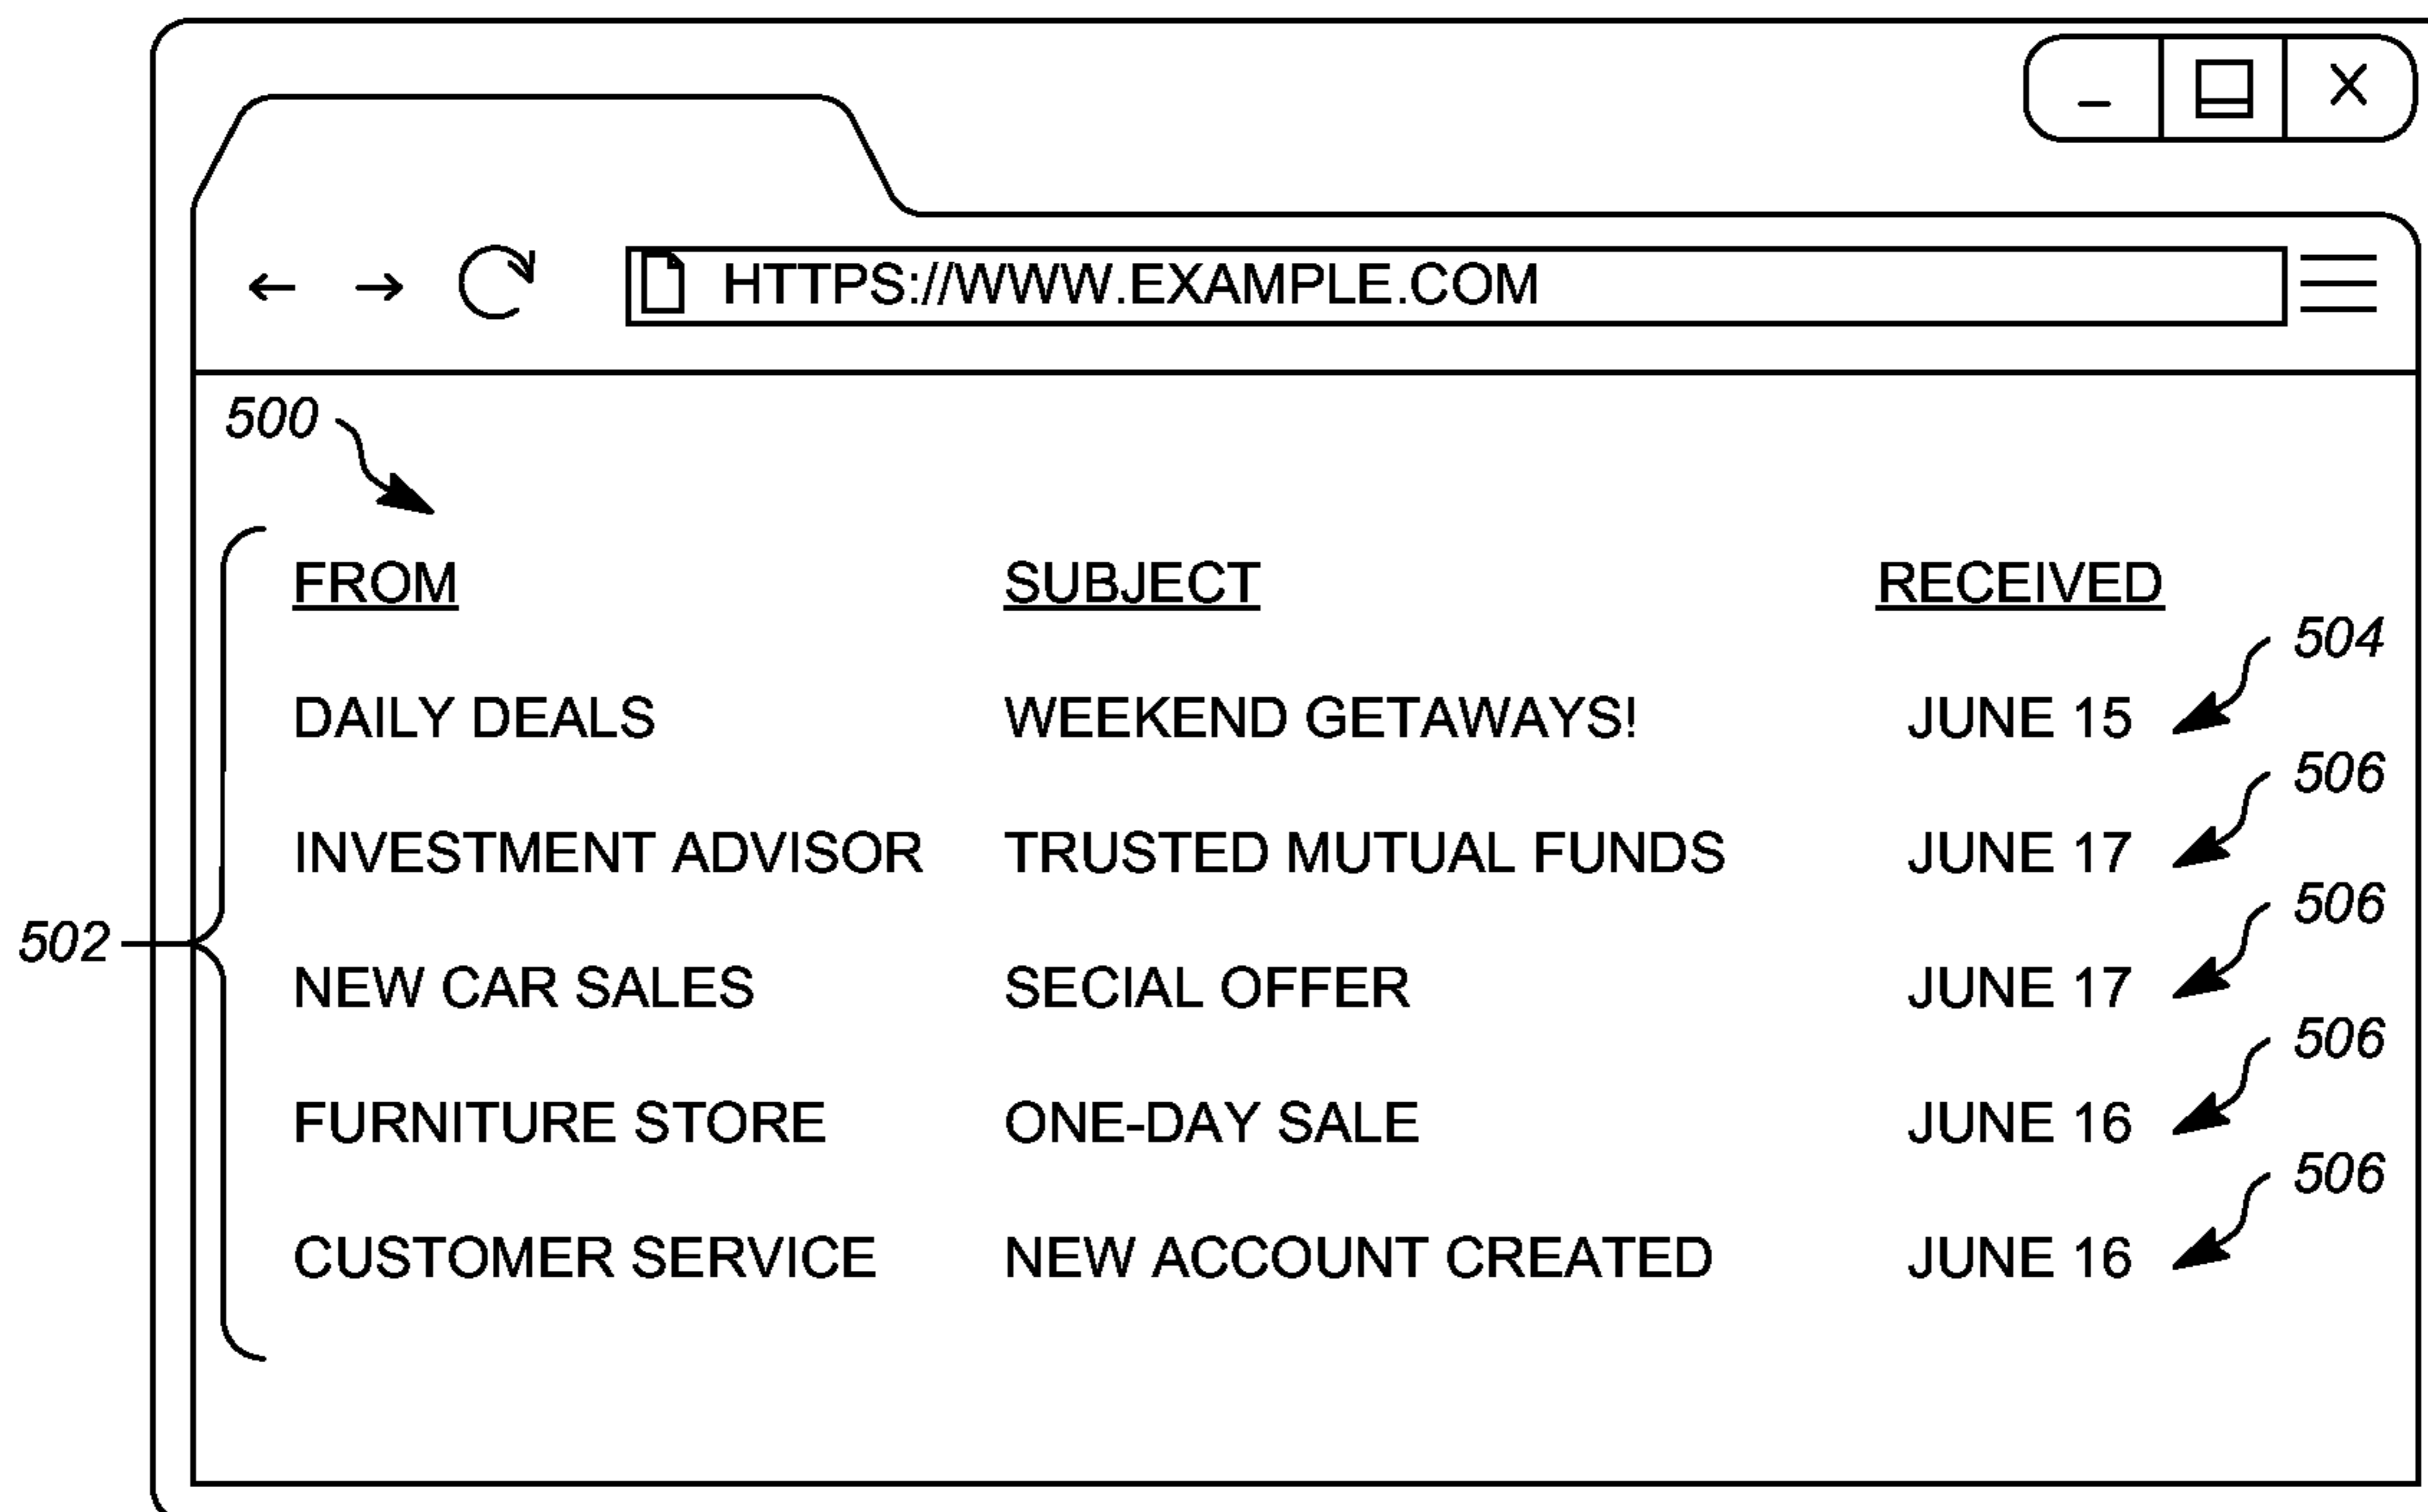 HTTPS://WWW.EXAMPLE.COM
500
FROM SUBJECT RECEIVED
504
DAILY DEALS WEEKEND GETAWAYS! JUNE 15
506
INVESTMENT ADVISOR TRUSTED MUTUAL FUNDS JUNE 17
506
502
NEW CAR SALES SECIAL OFFER JUNE 17
506
FURNITURE STORE ONE-DAY SALE JUNE 16
506
CUSTOMER SERVICE NEW ACCOUNT CREATED JUNE 16